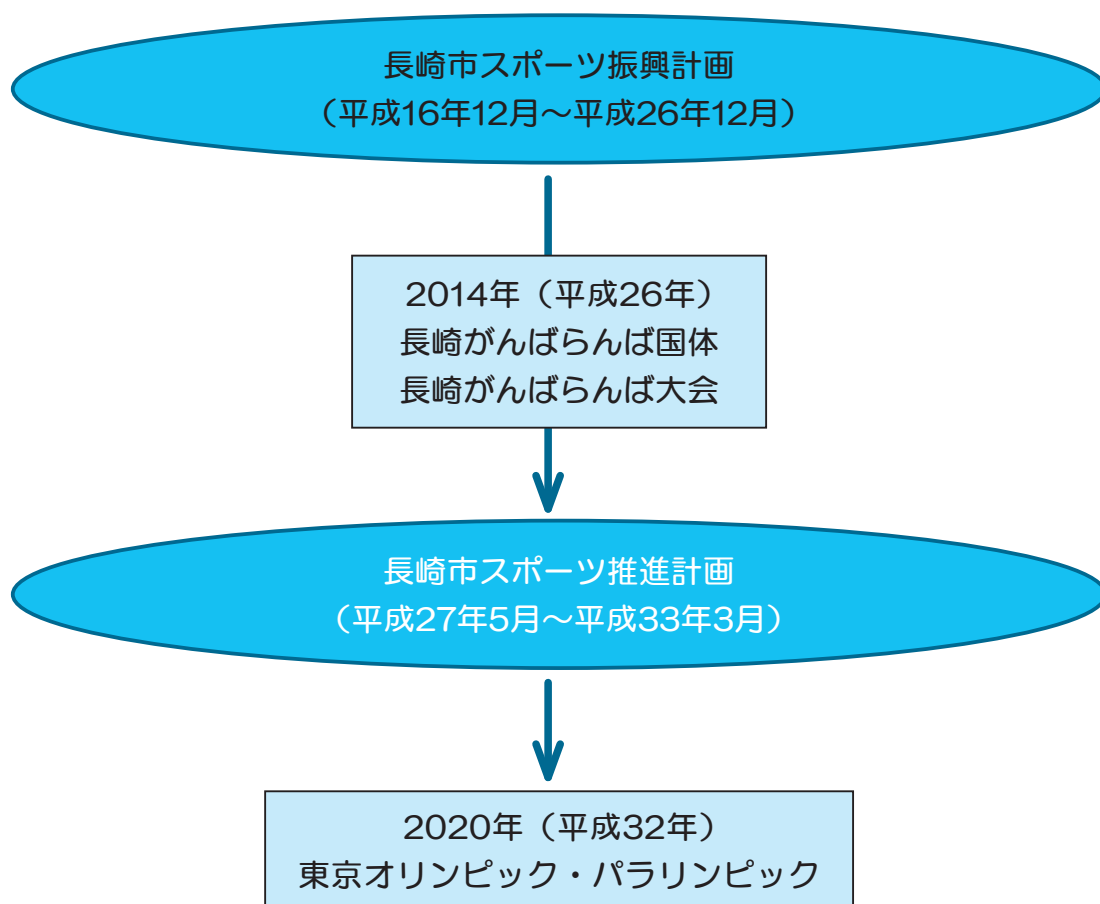 長崎市スポーツ振興計画
（平成16年12月～平成26年12月）
2014年（平成26年）
長崎がんばらんば国体
長崎がんばらんば大会
長崎市スポーツ推進計画
（平成27年5月～平成33年3月）
2020年（平成32年）
東京オリンピック・パラリンピック